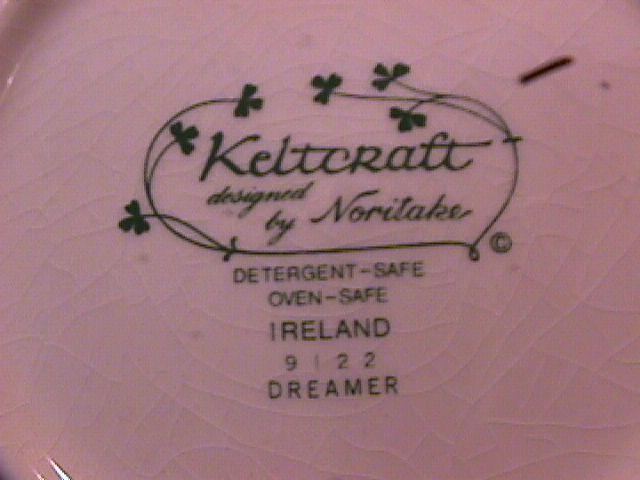 Keltcraft
designed
by Noritake
©
DETERGENT-SAFE
OVEN-SAFE
IRELAND
9122
DREAMER